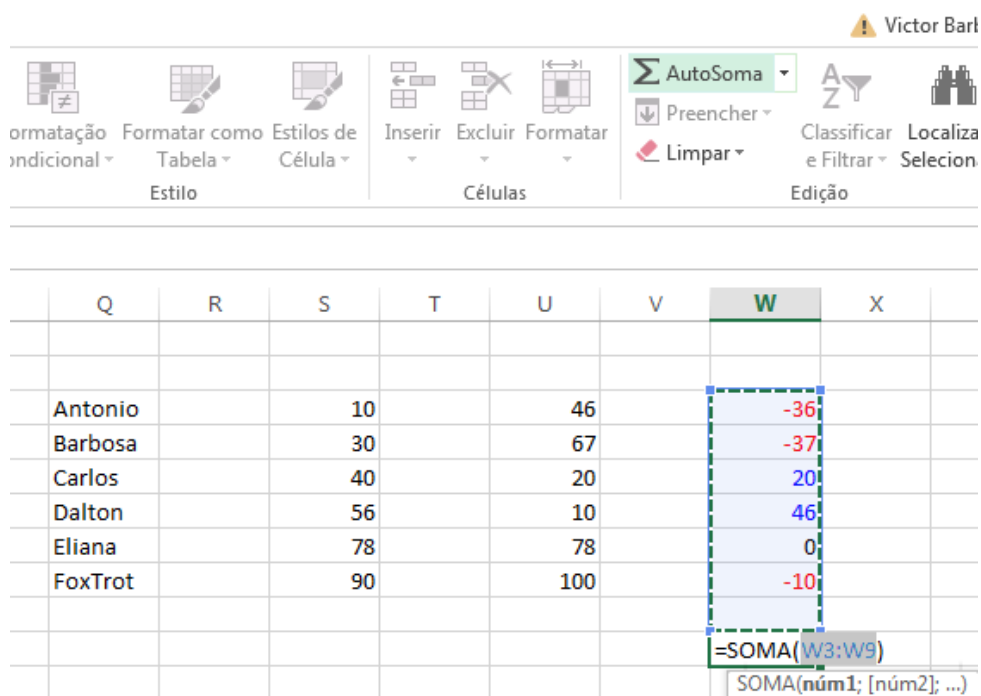 Victor Barb
AutoSoma
Preencher
Limpar
ormatação Formatar como Estilos de
ondicional Tabela Célula
Inserir Excluir Formatar
Classificar Localiza
e Filtrar Selecion
Estilo Células Edição
Q R S T U V W X
Antonio 10 46 -36
Barbosa 30 67 -37
Carlos 40 20 20
Dalton 56 10 46
Eliana 78 78 0
FoxTrot 90 100 -10
=SOMA(W3:W9)
SOMA(núm1; [núm2]; ...)